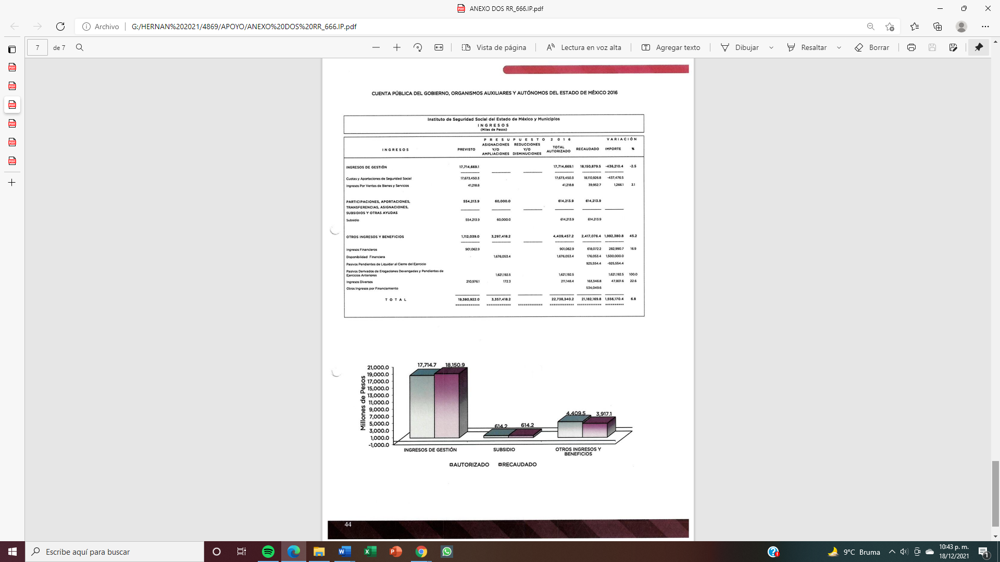 ANEXO DOS RR_666.IP.pdf
Archivo G:/HERNAN%202021/4869/APOYO/ANEXO%20DOS%20RR_666.IP.pdf
7 de 7 Vista de página Lectura en voz alta Agregar texto Dibujar Resaltar Borrar
CUENTA PÚBLICA DEL GOBIERNO, ORGANISMOS AUXILIARES Y AUTÓNOMOS DEL ESTADO DE MÉXICO 2016
Instituto de Seguridad Social del Estado de México y Municipios
INGRESOS
(Miles de Pesos)
PRESUPUESTO 2016 VARIACIÓN
INGRESOS PREVISTO ASIGNACIONES Y/O AMPLIACIONES REDUCCIONES Y/O DISMINUCIONES TOTAL AUTORIZADO RECAUDADO IMPORTE %
INGRESOS DE GESTIÓN 17,714,669.1 17,714,669.1 18,150,879.5 -436,210.4 -2.5
Cuotas y Aportaciones de Seguridad Social 17,673,450.3 17,673,450.3 18,110,926.8 -437,476.5
Ingresos Por Ventas de Bienes y Servicios 41,218.8 41,218.8 39,952.7 1,266.1 3.1
PARTICIPACIONES, APORTACIONES, 554,213.9 60,000.0 614,213.9 614,213.9
TRANSFERENCIAS, ASIGNACIONES,
SUBSIDIOS Y OTRAS AYUDAS
Subsidio 554,213.9 60,000.0 614,213.9 614,213.9
OTROS INGRESOS Y BENEFICIOS 1,112,039.0 3,297,418.2 4,409,457.2 2,417,076.4 1,992,380.8 45.2
Ingresos Financieros 901,062.9 901,062.9 618,072.2 282,990.7 16.9
Disponibilidad Financiera 1,676,053.4 1,676,053.4 176,053.4 1,500,000.0
Pasivos Pendientes de Liquidar al Cierre del Ejercicio 925,554.4 -925,554.4
Pasivos Derivados de Erogaciones Devengadas y Pendientes de
Ejercicios Anteriores 1,621,192.5 1,621,192.5 1,621,192.5 100.0
Ingresos Diversos 210,976.1 172.3 211,148.4 163,346.8 47,801.6 22.6
Otros Ingresos por Financiamiento 534,049.6
TOTAL 19,380,922.0 3,357,418.2 22,738,340.2 21,182,169.8 1,556,170.4 6.8
Millones de Pesos
21,000.0
19,000.0
17,000.0
15,000.0
13,000.0
11,000.0
9,000.0
7,000.0
5,000.0
3,000.0
1,000.0
-1,000.0
17,714.7 18,150.9
614.2 614.2
4,409.5 3,917.1
INGRESOS DE GESTIÓN SUBSIDIO OTROS INGRESOS Y
BENEFICIOS
AUTORIZADO RECAUDADO
44
Escribe aquí para buscar
9°C Bruma
10:43 p. m.
18/12/2021
1